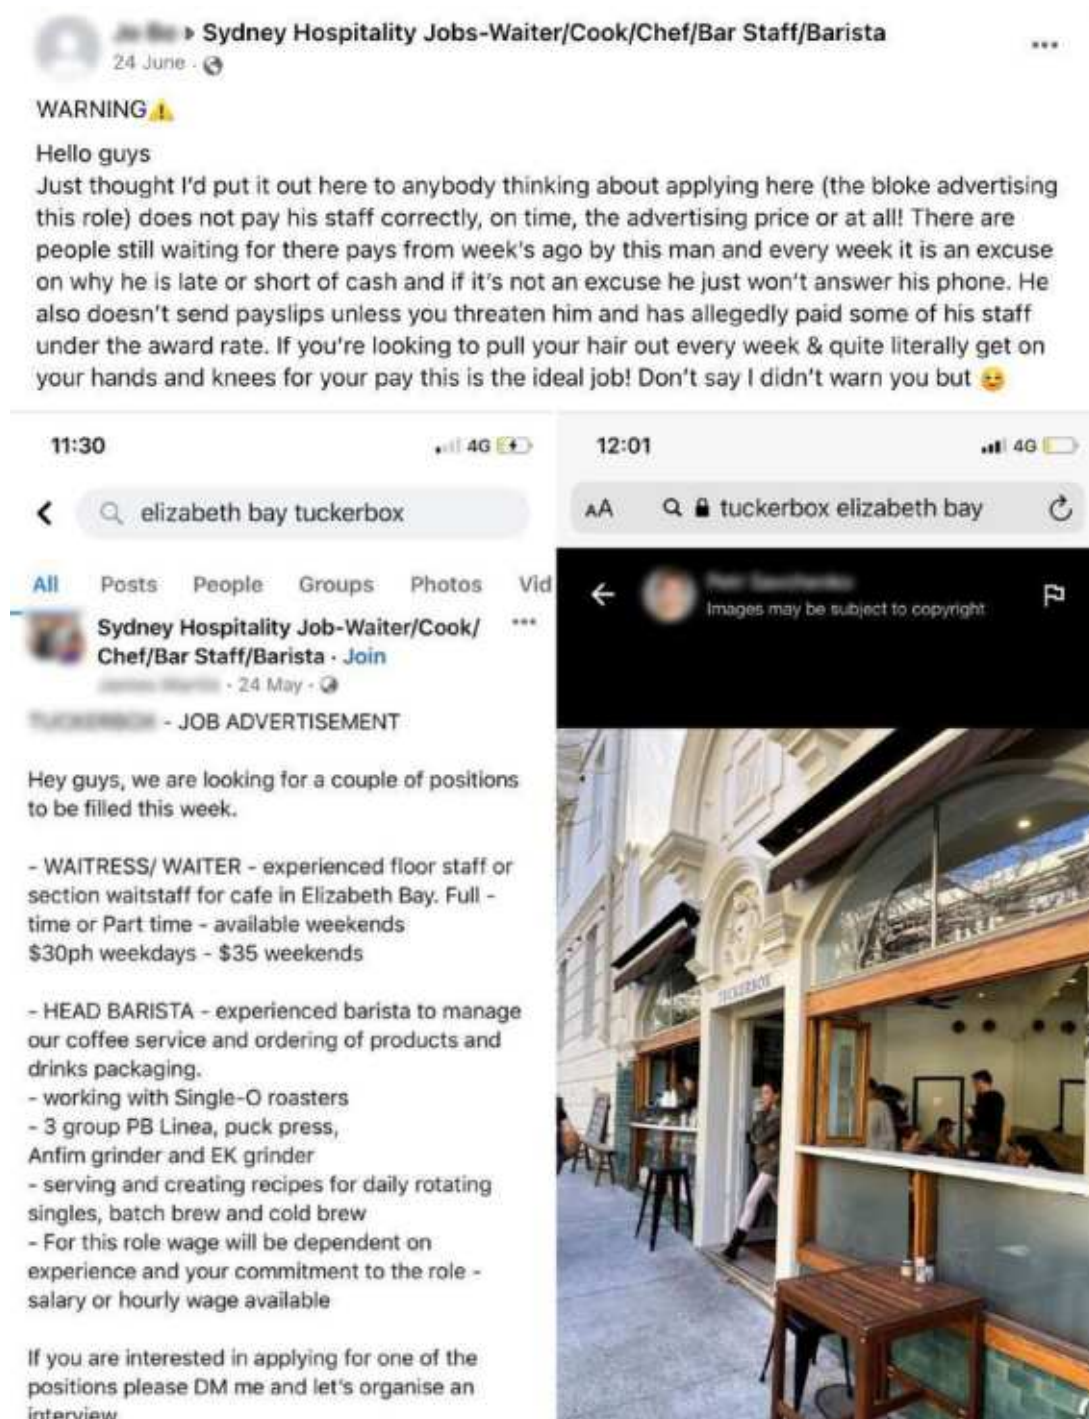 Sydney Hospitality Jobs-Waiter/Cook/Chef/Bar Staff/Barista
24 June
WARNING⚠️
Hello guys
Just thought I'd put it out here to anybody thinking about applying here (the bloke advertising
this role) does not pay his staff correctly, on time, the advertising price or at all! There are
people still waiting for there pays from week's ago by this man and every week it is an excuse
on why he is late or short of cash and if it's not an excuse he just won't answer his phone. He
also doesn't send payslips unless you threaten him and has allegedly paid some of his staff
under the award rate. If you're looking to pull your hair out every week & quite literally get on
your hands and knees for your pay this is the ideal job! Don't say I didn't warn you but 😊
11:30 4G
elizabeth bay tuckerbox
All Posts People Groups Photos Vid
Sydney Hospitality Job-Waiter/Cook/
Chef/Bar Staff/Barista · Join
· 24 May ·
- JOB ADVERTISEMENT
Hey guys, we are looking for a couple of positions
to be filled this week.
- WAITRESS/ WAITER - experienced floor staff or
section waitstaff for cafe in Elizabeth Bay. Full -
time or Part time - available weekends
$30ph weekdays - $35 weekends
- HEAD BARISTA - experienced barista to manage
our coffee service and ordering of products and
drinks packaging.
- working with Single-O roasters
- 3 group PB Linea, puck press,
Anfim grinder and EK grinder
- serving and creating recipes for daily rotating
singles, batch brew and cold brew
- For this role wage will be dependent on
experience and your commitment to the role -
salary or hourly wage available
If you are interested in applying for one of the
positions please DM me and let's organise an
interview
12:01 4G
AA tuckerbox elizabeth bay
Images may be subject to copyright
TUCKERBOX